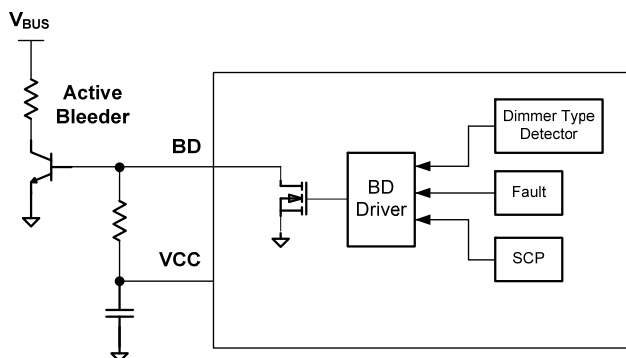 VBUS
Active
Bleeder
BD
VCC
BD
Driver
Dimmer Type
Detector
Fault
SCP